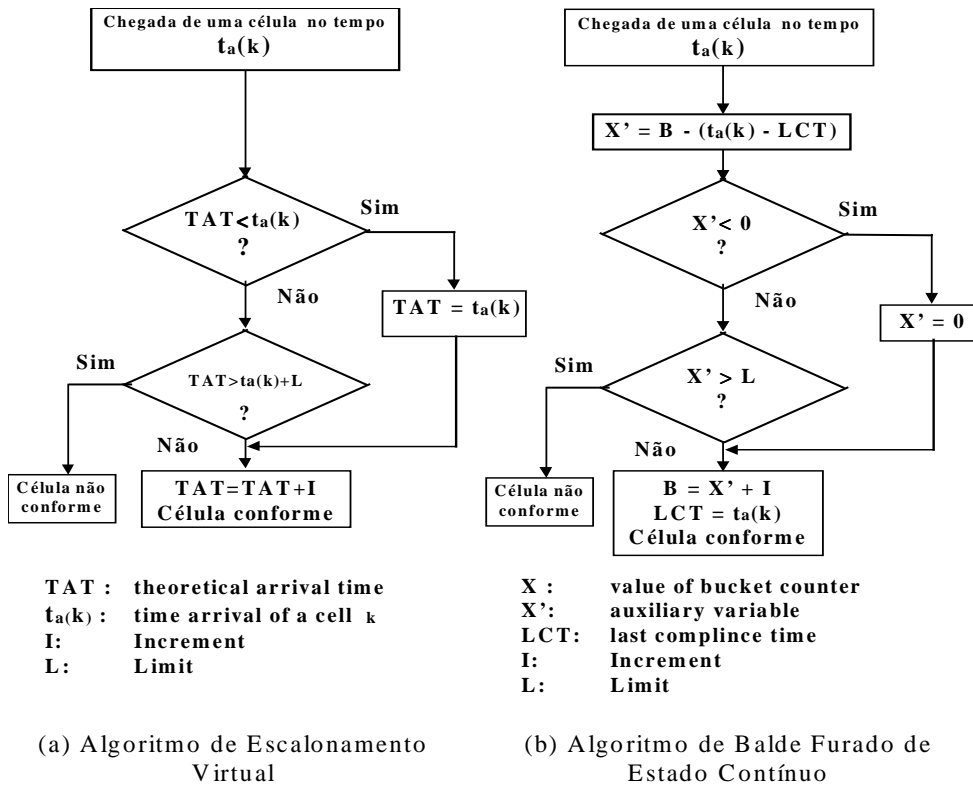 Chegada de uma célula no tempo
ta(k)
TAT<ta(k)
?
Sim
Não
TAT = ta(k)
Sim
TAT>ta(k)+L
?
Não
Célula não
conforme
TAT=TAT+I
Célula conforme
TAT : theoretical arrival time
ta(k) : time arrival of a cell k
I: Increment
L: Limit
(a) Algoritmo de Escalonamento
Virtual
Chegada de uma célula no tempo
ta(k)
X' = B - (ta(k) - LCT)
X'< 0
?
Sim
Não
X' = 0
Sim
X' > L
?
Não
Célula não
conforme
B = X' + I
LCT = ta(k)
Célula conforme
X : value of bucket counter
X': auxiliary variable
LCT: last complince time
I: Increment
L: Limit
(b) Algoritmo de Balde Furado de
Estado Contínuo